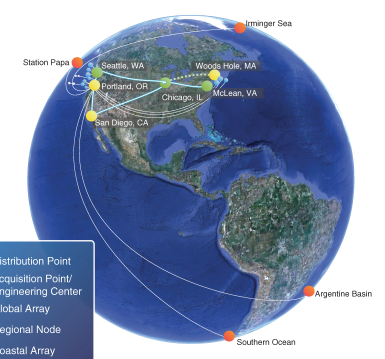 Irminger Sea
Station Papa
Seattle, WA
Woods Hole, MA
Portland, OR
Chicago, IL
McLean, VA
San Diego, CA
istribution Point
cquisition Point/
ngineering Center
lobal Array
egional Node
oastal Array
Argentine Basin
Southern Ocean